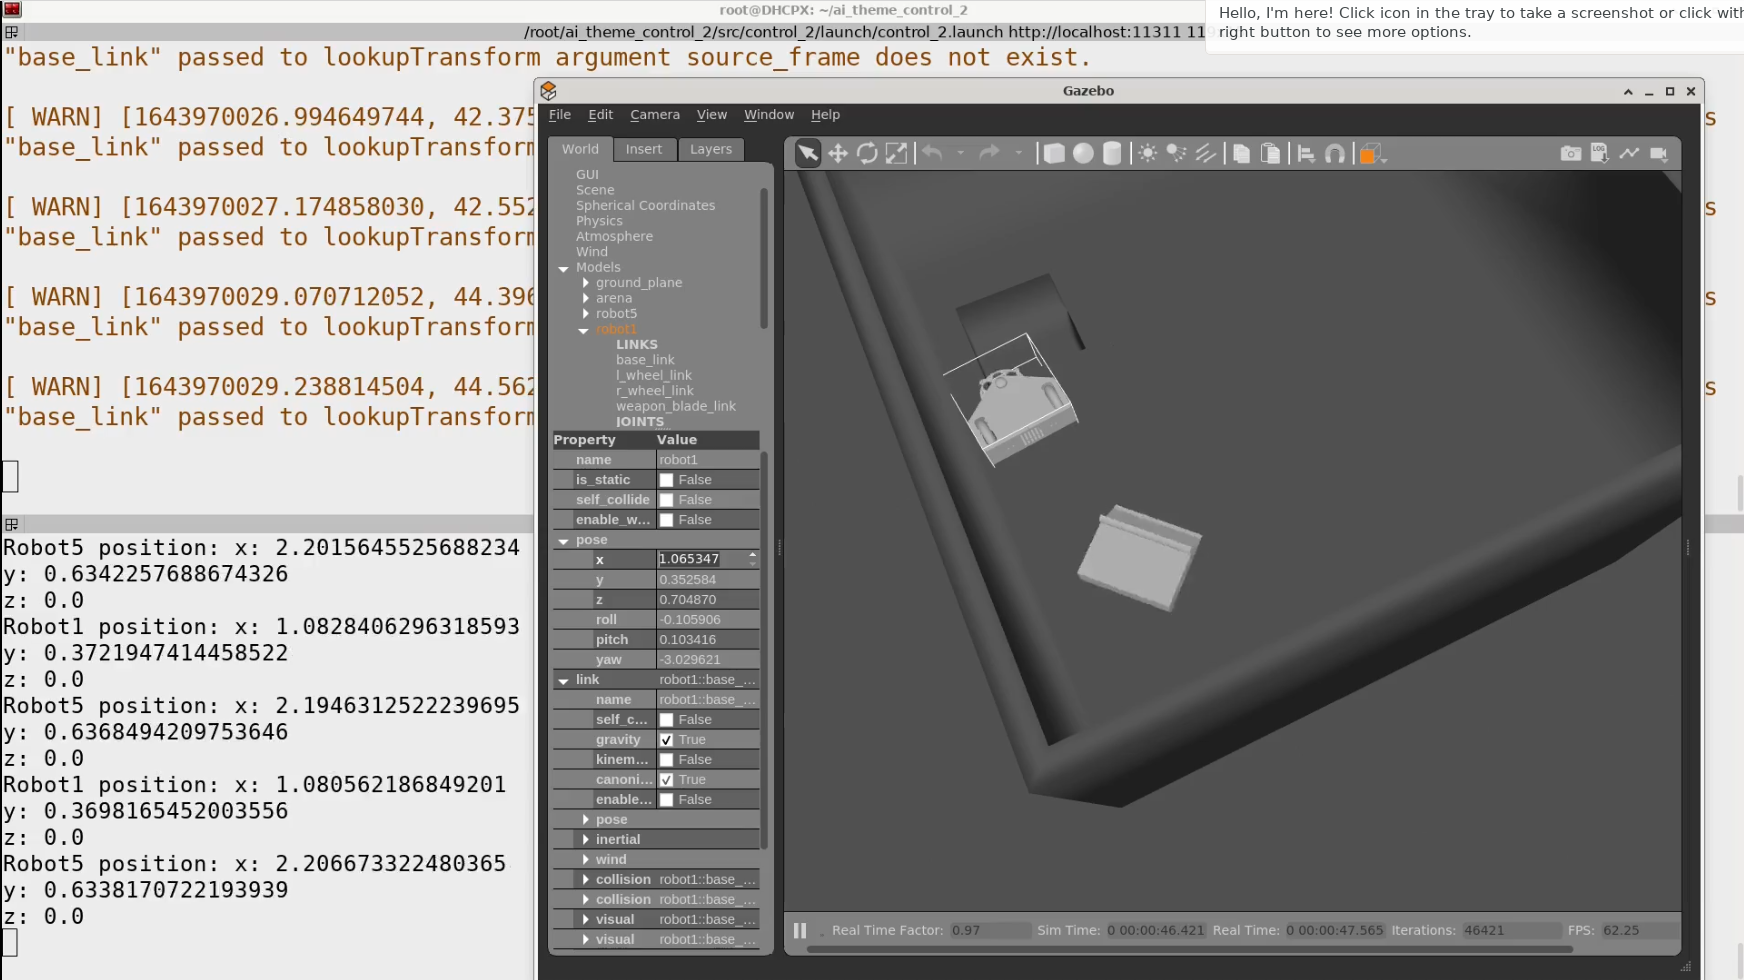 root@DHCPX: ~/ai_theme_control_2
Hello, I'm here! Click icon in the tray to take a screenshot or click with
right button to see more options.
/root/ai_theme_control_2/src/control_2/launch/control_2.launch http://localhost:11311 11
"base_link" passed to lookupTransform argument source_frame does not exist.
[ WARN] [1643970026.994649744, 42.375
"base_link" passed to lookupTransform
[ WARN] [1643970027.174858030, 42.552
"base_link" passed to lookupTransform
[ WARN] [1643970029.070712052, 44.396
"base_link" passed to lookupTransform
[ WARN] [1643970029.238814504, 44.562
"base_link" passed to lookupTransform
s
s
s
s
Robot5 position: x: 2.2015645525688234
y: 0.6342257688674326
z: 0.0
Robot1 position: x: 1.0828406296318593
y: 0.3721947414458522
z: 0.0
Robot5 position: x: 2.1946312522239695
y: 0.6368494209753646
z: 0.0
Robot1 position: x: 1.080562186849201
y: 0.3698165452003556
z: 0.0
Robot5 position: x: 2.206673322480365
y: 0.6338170722193939
z: 0.0
Gazebo
File Edit Camera View Window Help
World Insert Layers
GUI
Scene
Spherical Coordinates
Physics
Atmosphere
Wind
Models
ground_plane
arena
robot5
robot1
LINKS
base_link
l_wheel_link
r_wheel_link
weapon_blade_link
JOINTS
Property Value
name robot1
is_static False
self_collide False
enable_w... False
pose
x 1.065347
y 0.352584
z 0.704870
roll -0.105906
pitch 0.103416
yaw -3.029621
link robot1::base_...
name robot1::base_...
self_c... False
gravity True
kinem... False
canoni... True
enable... False
pose
inertial
wind
collision robot1::base_...
collision robot1::base_...
visual robot1::base_...
visual robot1::base_...
LOG
Real Time Factor: 0.97 Sim Time: 0 00:00:46.421 Real Time: 0 00:00:47.565 Iterations: 46421 FPS: 62.25